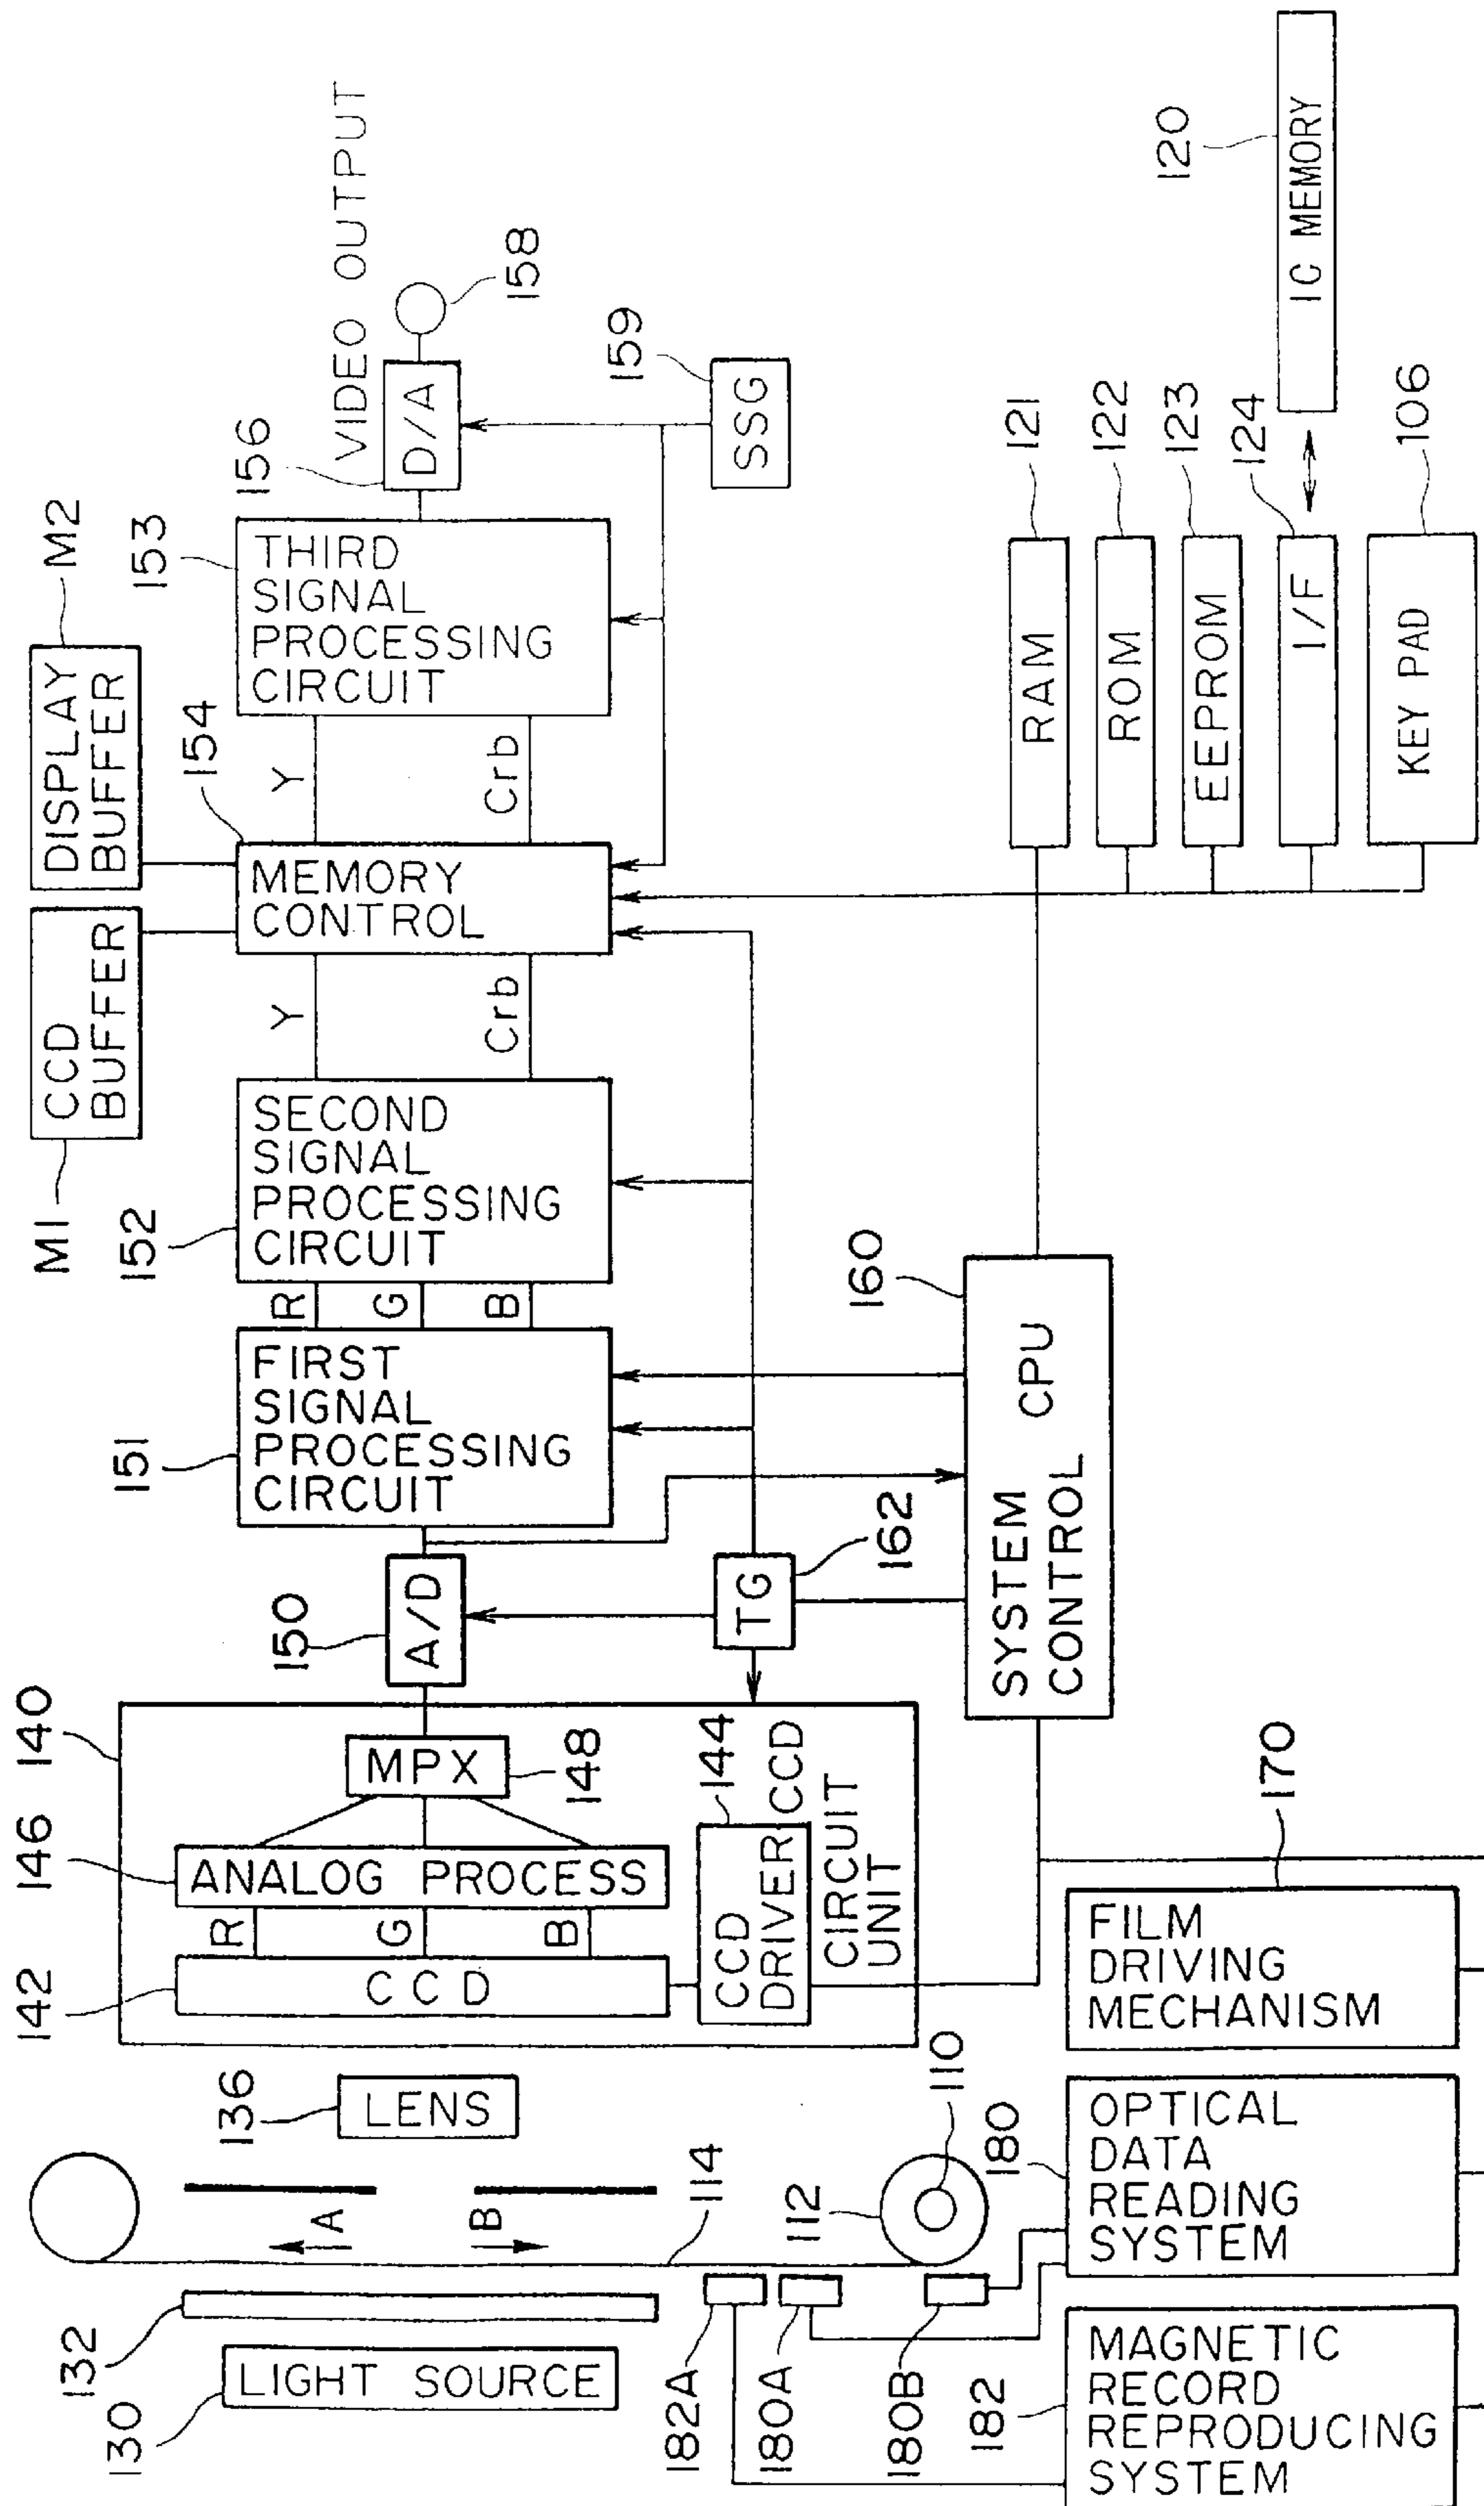 M1
CCD
BUFFER
DISPLAY
BUFFER
M2
140
146
142
150
151
152
154
153
156
VIDEO OUTPUT
158
R
G
B
CCD
ANALOG PROCESS
MPX
148
A/D
FIRST
SIGNAL
PROCESSING
CIRCUIT
R
G
B
SECOND
SIGNAL
PROCESSING
CIRCUIT
Y
Crb
MEMORY
CONTROL
Y
Crb
THIRD
SIGNAL
PROCESSING
CIRCUIT
D/A
159
SSG
136
LENS
A
B
132
130
LIGHT SOURCE
114
112
110
144
CCD
DRIVER
CCD
CIRCUIT
UNIT
TG
162
160
SYSTEM
CONTROL
CPU
RAM
121
ROM
122
EEPROM
123
I/F
124
KEY PAD
106
120
IC MEMORY
182A
180A
180B
182
MAGNETIC
RECORD
REPRODUCING
SYSTEM
180
OPTICAL
DATA
READING
SYSTEM
170
FILM
DRIVING
MECHANISM